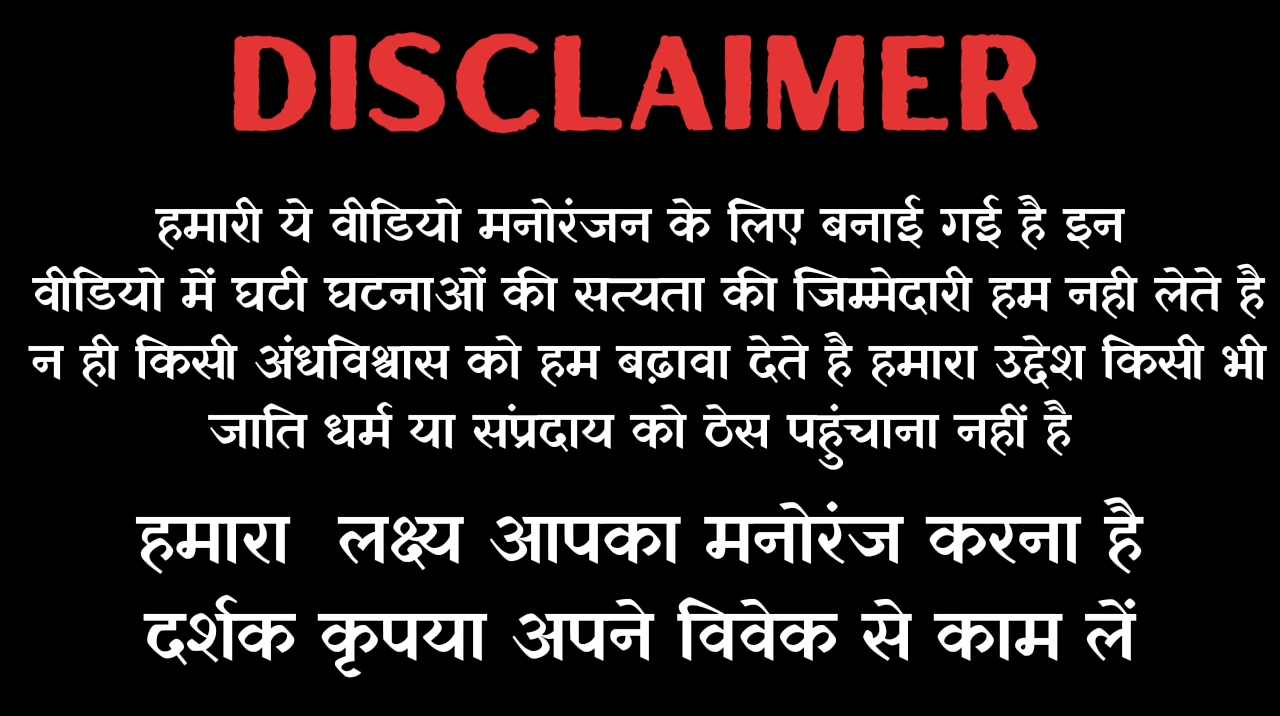 DISCLAIMER
हमारी ये वीडियो मनोरंजन के लिए बनाई गई है इन
वीडियो में घटी घटनाओं की सत्यता की जिम्मेदारी हम नही लेते है
न ही किसी अंधविश्वास को हम बढ़ावा देते है हमारा उद्देश किसी भी
जाति धर्म या संप्रदाय को ठेस पहुंचाना नहीं है
हमारा लक्ष्य आपका मनोरंज करना है
दर्शक कृपया अपने विवेक से काम लें